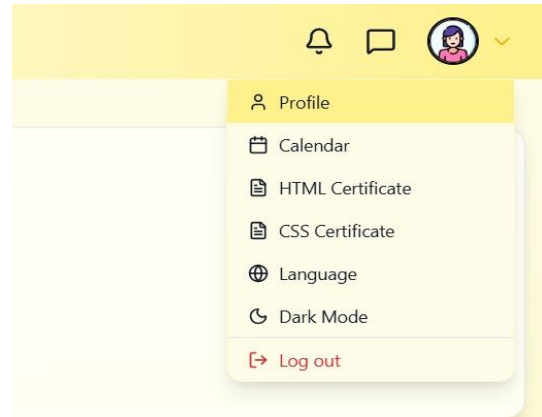 Profile
Calendar
HTML Certificate
CSS Certificate
Language
Dark Mode
Log out